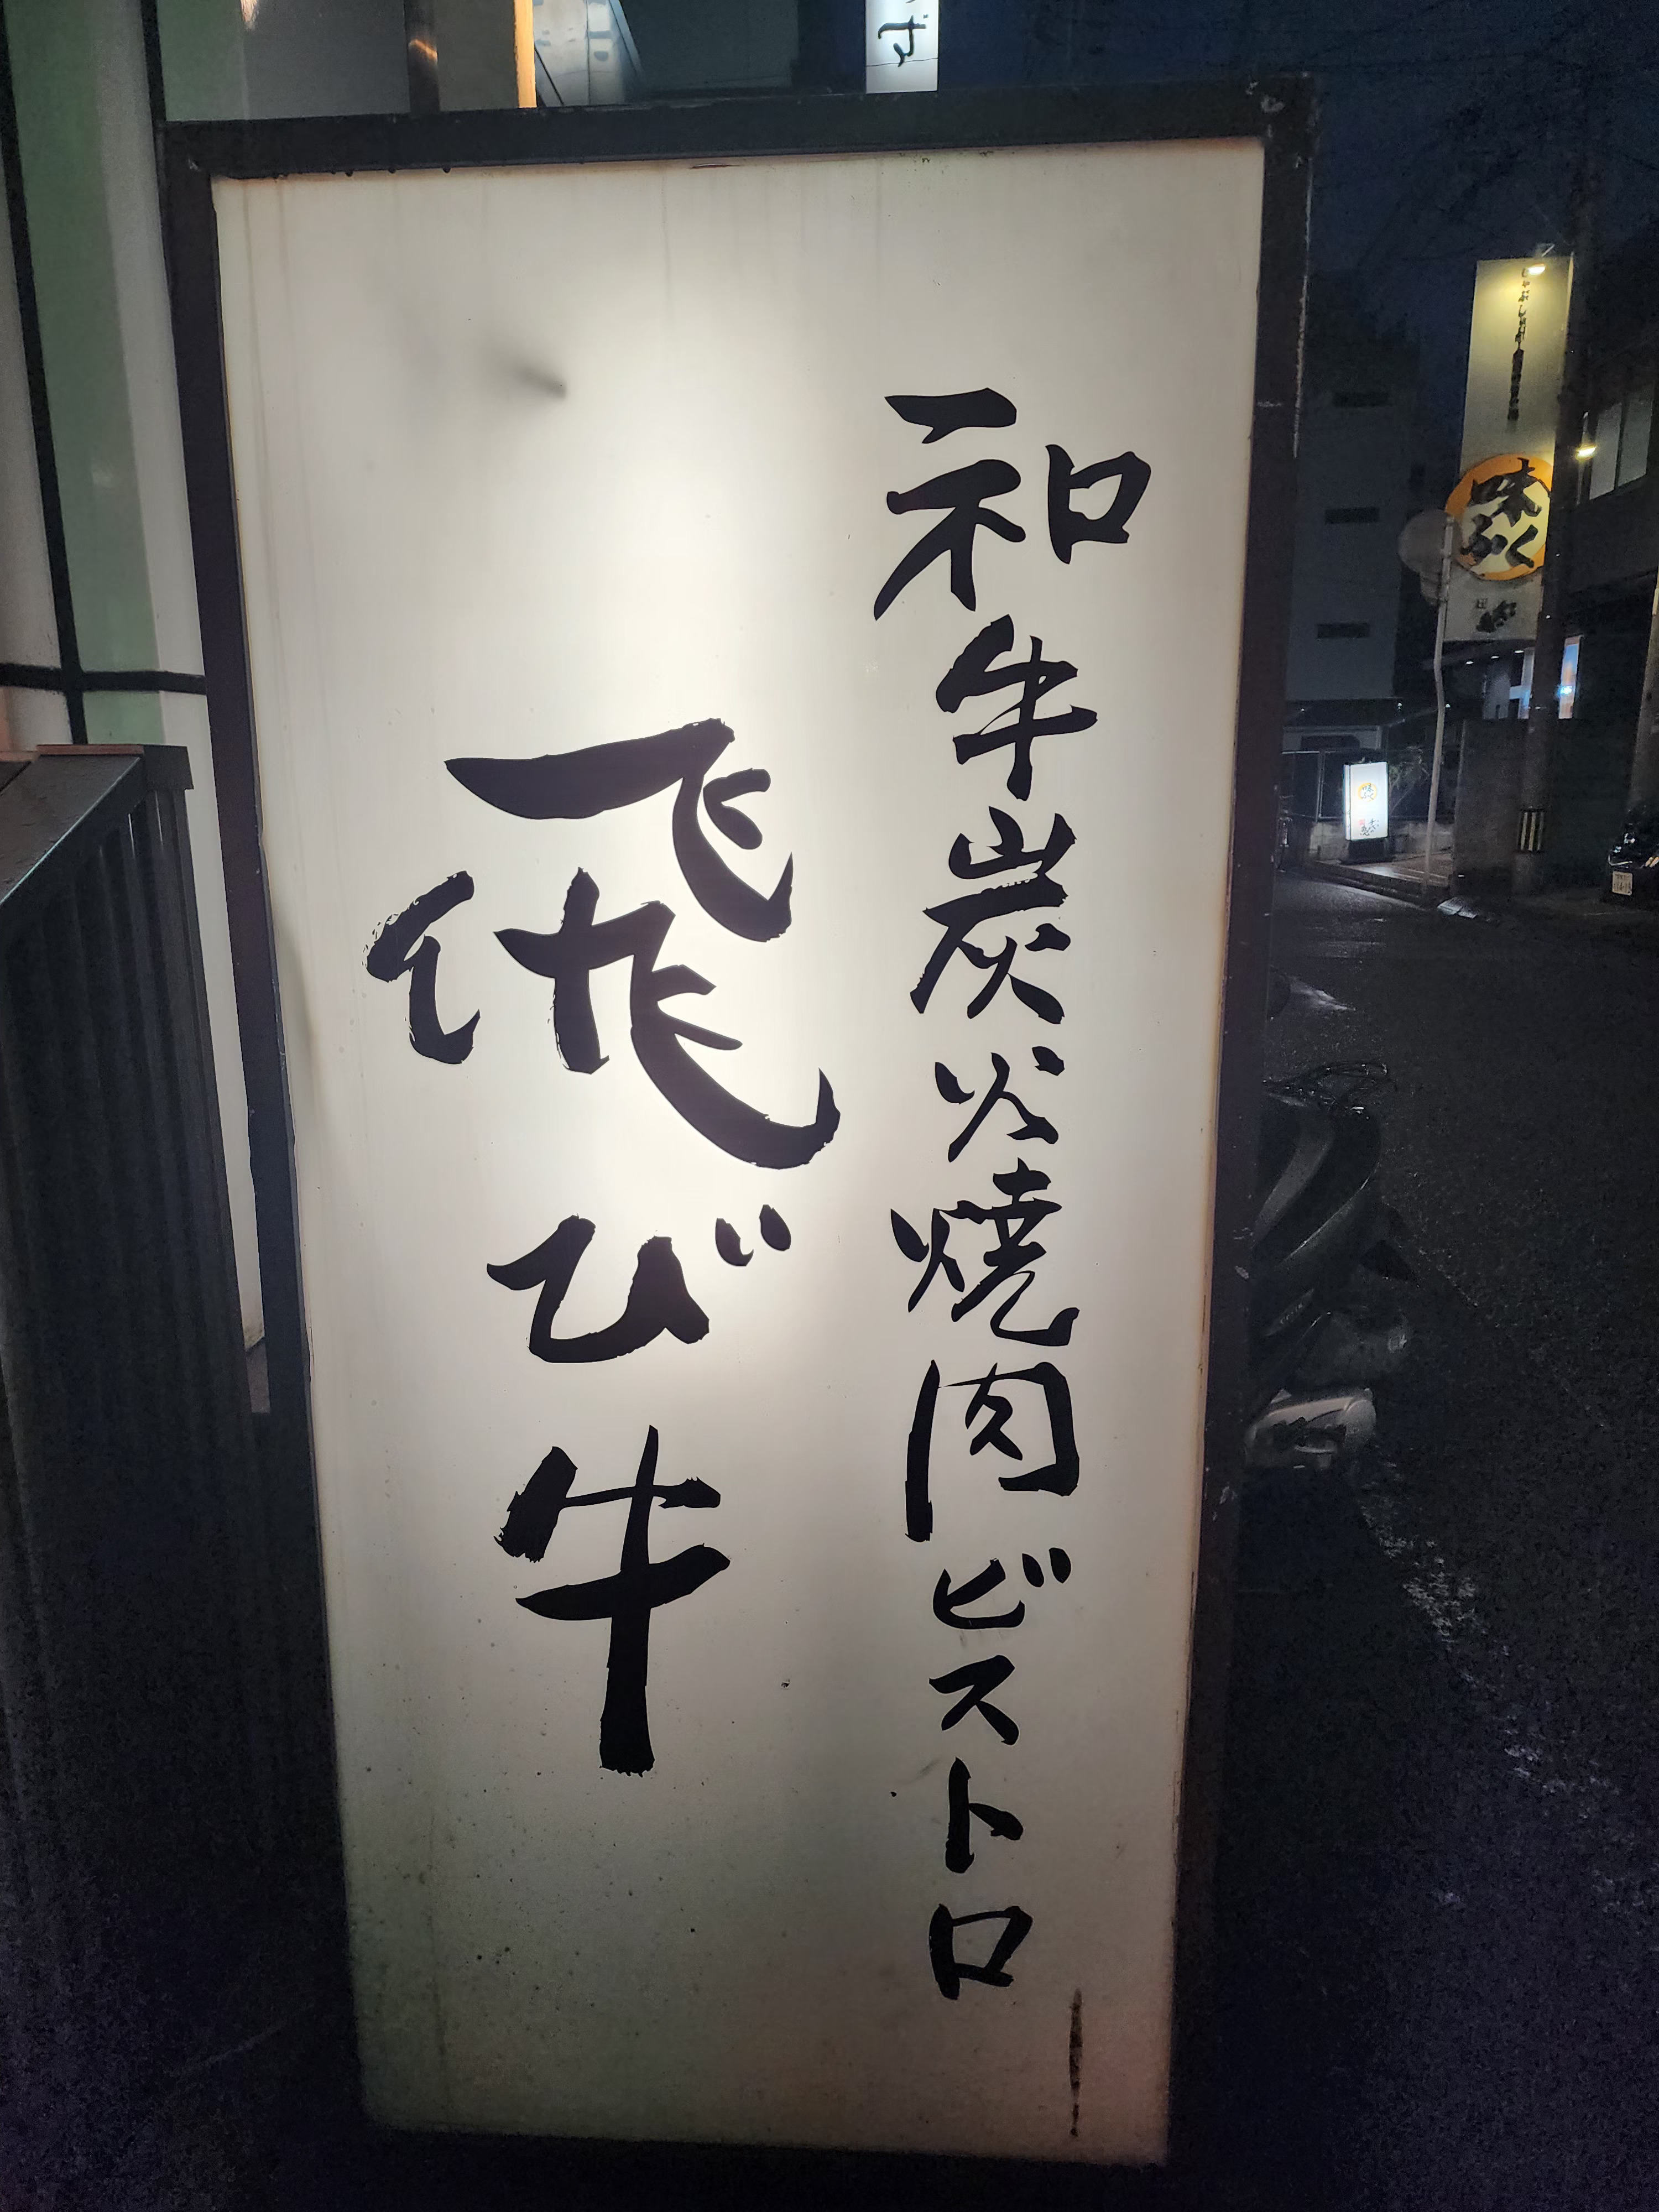 和牛炭火焼肉ビストロ
飛び牛
味
ふく